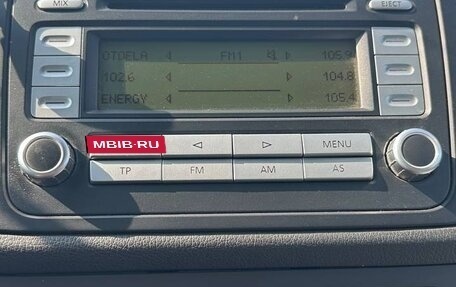 MIX EJECT
OTDELA FM1 105.9
102.6 104.8
ENERGY 105.4
MBIB-RU MENU
TP FM AM AS